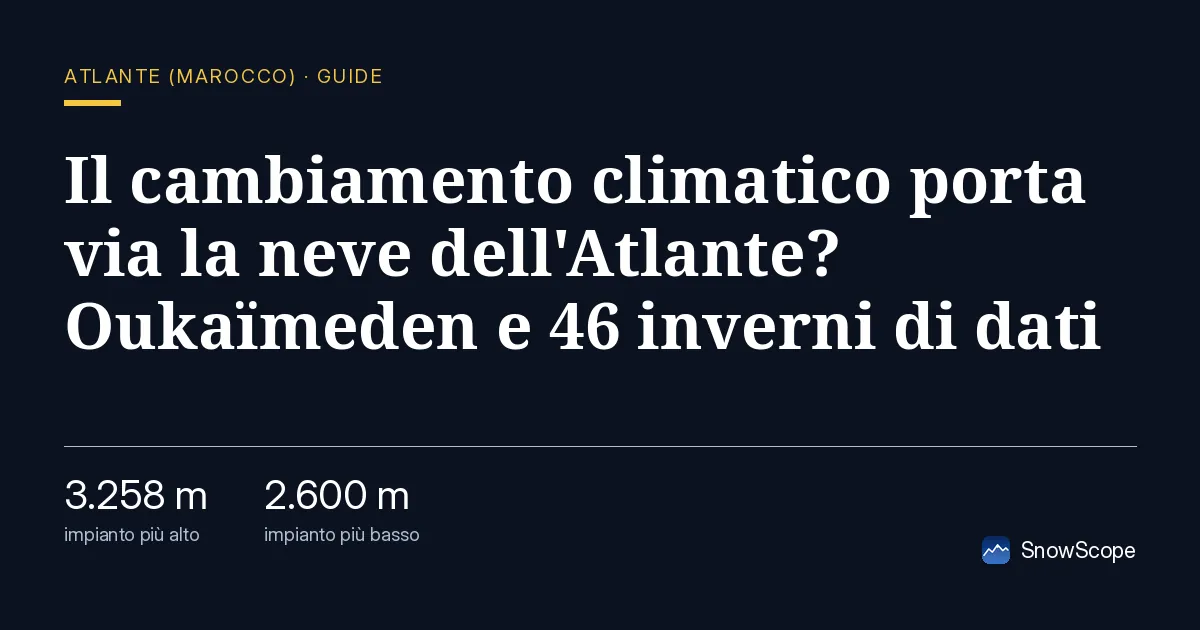 ATLANTE (MAROCCO) · GUIDE
Il cambiamento climatico porta
via la neve dell'Atlante?
Oukaïmeden e 46 inverni di dati
3.258 m
impianto più alto
2.600 m
impianto più basso
SnowScope